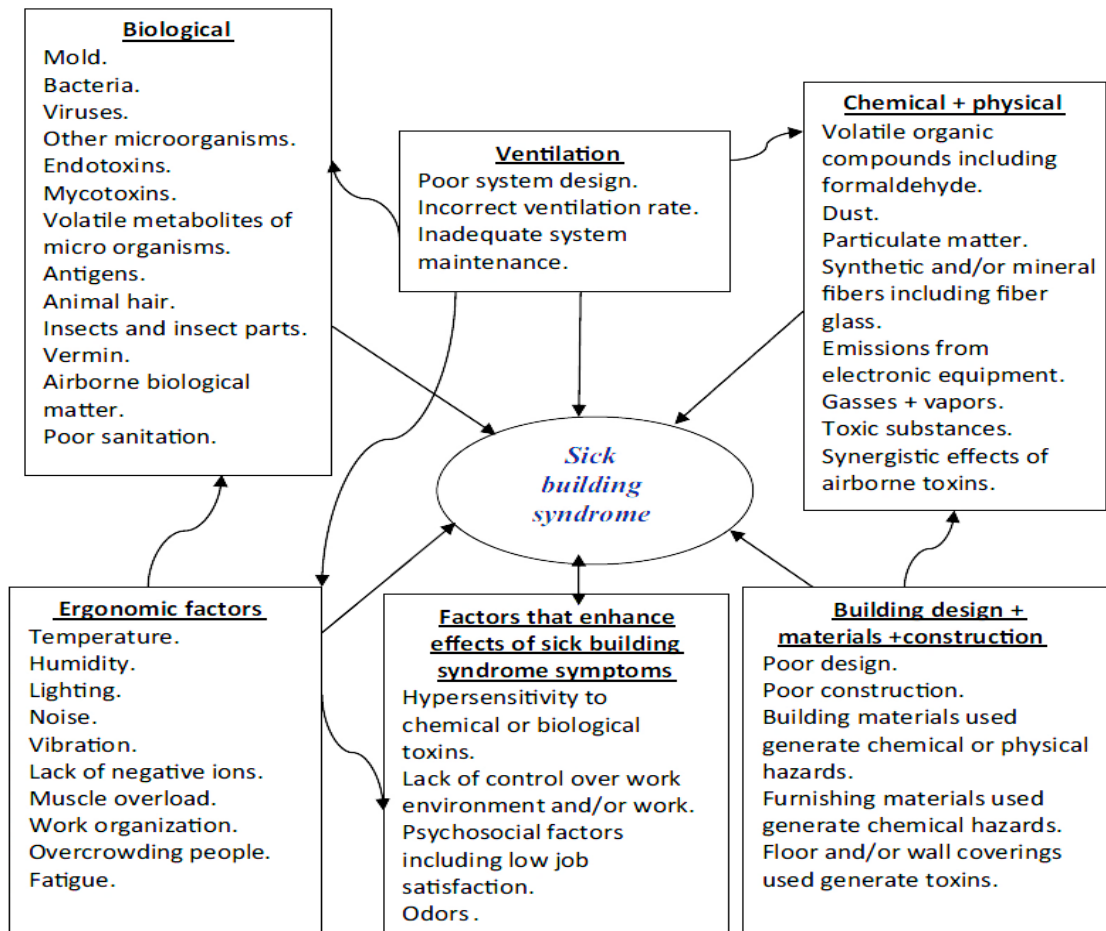 Biological
Mold.
Bacteria.
Viruses.
Other microorganisms.
Endotoxins.
Mycotoxins.
Volatile metabolites of
micro organisms.
Antigens.
Animal hair.
Insects and insect parts.
Vermin.
Airborne biological
matter.
Poor sanitation.
Ventilation
Poor system design.
Incorrect ventilation rate.
Inadequate system
maintenance.
Chemical + physical
Volatile organic
compounds including
formaldehyde.
Dust.
Particulate matter.
Synthetic and/or mineral
fibers including fiber
glass.
Emissions from
electronic equipment.
Gasses + vapors.
Toxic substances.
Synergistic effects of
airborne toxins.
Sick
building
syndrome
Ergonomic factors
Temperature.
Humidity.
Lighting.
Noise.
Vibration.
Lack of negative ions.
Muscle overload.
Work organization.
Overcrowding people.
Fatigue.
Factors that enhance
effects of sick building
syndrome symptoms
Hypersensitivity to
chemical or biological
toxins.
Lack of control over work
environment and/or work.
Psychosocial factors
including low job
satisfaction.
Odors .
Building design +
materials +construction
Poor design.
Poor construction.
Building materials used
generate chemical or physical
hazards.
Furnishing materials used
generate chemical hazards.
Floor and/or wall coverings
used generate toxins.